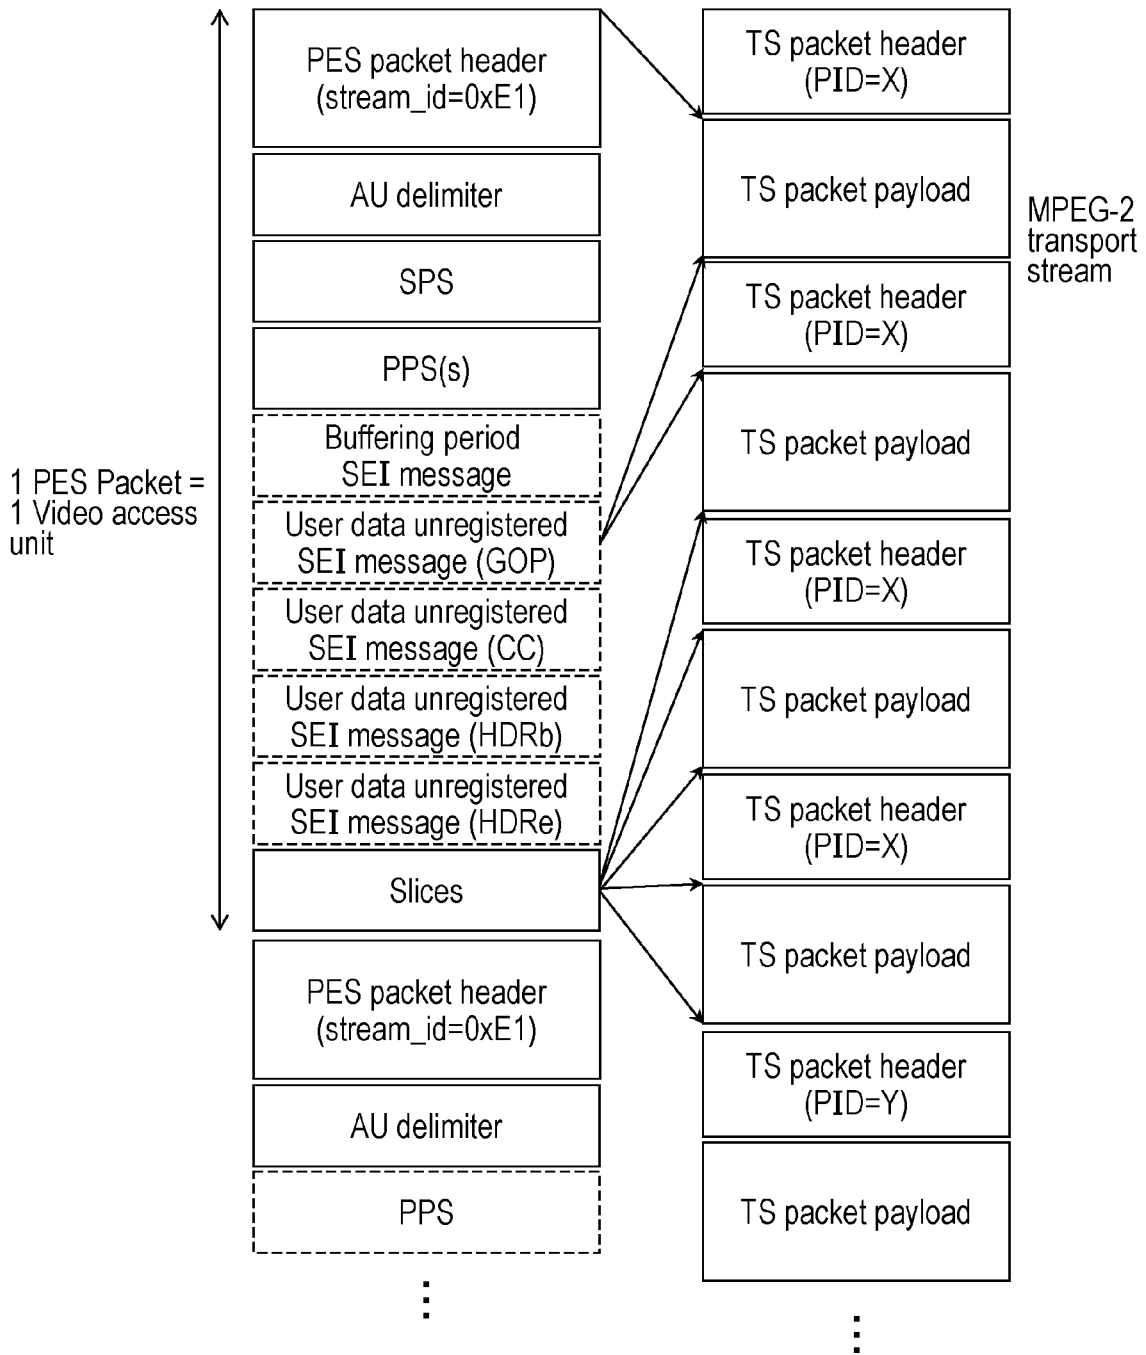 1 PES Packet =
1 Video access
unit
PES packet header
(stream_id=0xE1)
AU delimiter
SPS
PPS(s)
Buffering period
SEI message
User data unregistered
SEI message (GOP)
User data unregistered
SEI message (CC)
User data unregistered
SEI message (HDRb)
User data unregistered
SEI message (HDRe)
Slices
PES packet header
(stream_id=0xE1)
AU delimiter
PPS
TS packet header
(PID=X)
TS packet payload
TS packet header
(PID=X)
TS packet payload
TS packet header
(PID=X)
TS packet payload
TS packet header
(PID=X)
TS packet payload
TS packet header
(PID=Y)
TS packet payload
MPEG-2
transport
stream